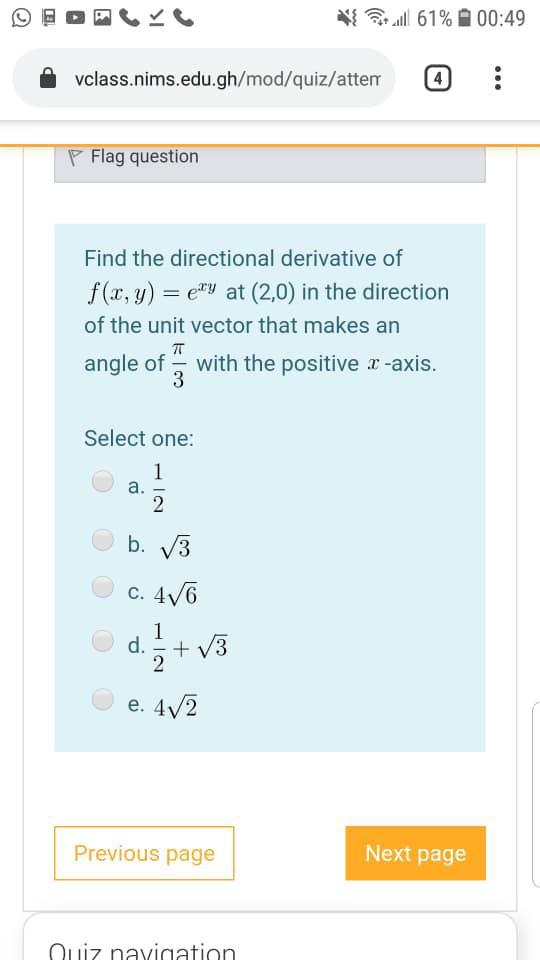 61% 00:49
vclass.nims.edu.gh/mod/quiz/attem
4
Flag question
Find the directional derivative of
f(x, y) = e^{xy} at (2,0) in the direction
of the unit vector that makes an
angle of π/3 with the positive x -axis.
Select one:
a. 1/2
b. √3
c. 4√6
d. 1/2 + √3
e. 4√2
Previous page
Next page
Quiz navigation